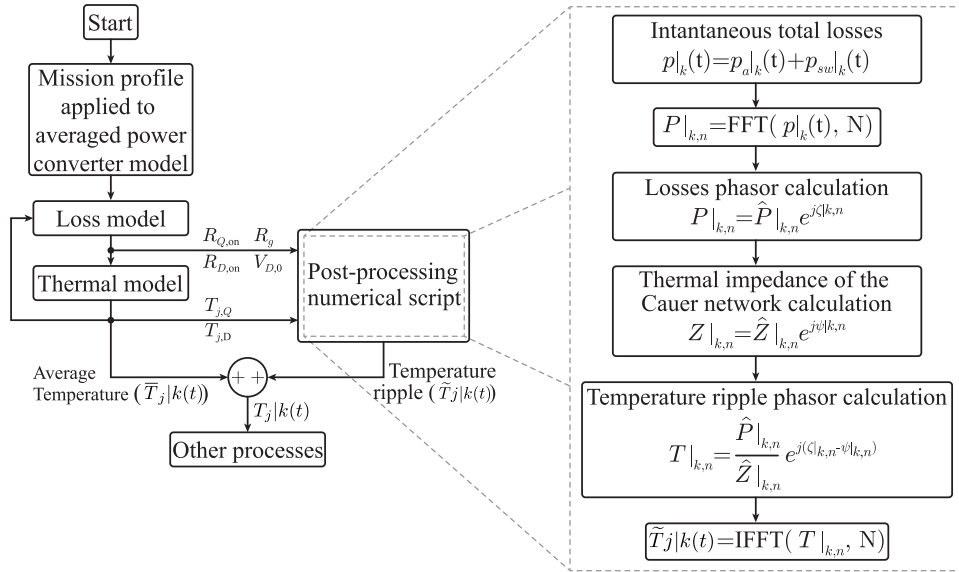 Start
Mission profile
applied to
averaged power
converter model
Loss model
R_{Q,on} R_g
R_{D,on} V_{D,0}
Thermal model
T_{j,Q}
T_{j,D}
Post-processing
numerical script
Average
Temperature (T̅_j|k(t))
+ +
Temperature
ripple (T̃j|k(t))
T_j|k(t)
Other processes
Intantaneous total losses
p|_k(t)=p_a|_k(t)+p_{sw}|_k(t)
P|_{k,n}=FFT( p|_k(t), N)
Losses phasor calculation
P|_{k,n}=P̂|_{k,n}e^{jζ|k,n}
Thermal impedance of the
Cauer network calculation
Z|_{k,n}=Ẑ|_{k,n}e^{jψ|k,n}
Temperature ripple phasor calculation
T|_{k,n}= P̂|_{k,n} / Ẑ|_{k,n} e^{j(ζ|_{k,n}-ψ|_{k,n})}
T̃j|k(t)=IFFT( T|_{k,n}, N)